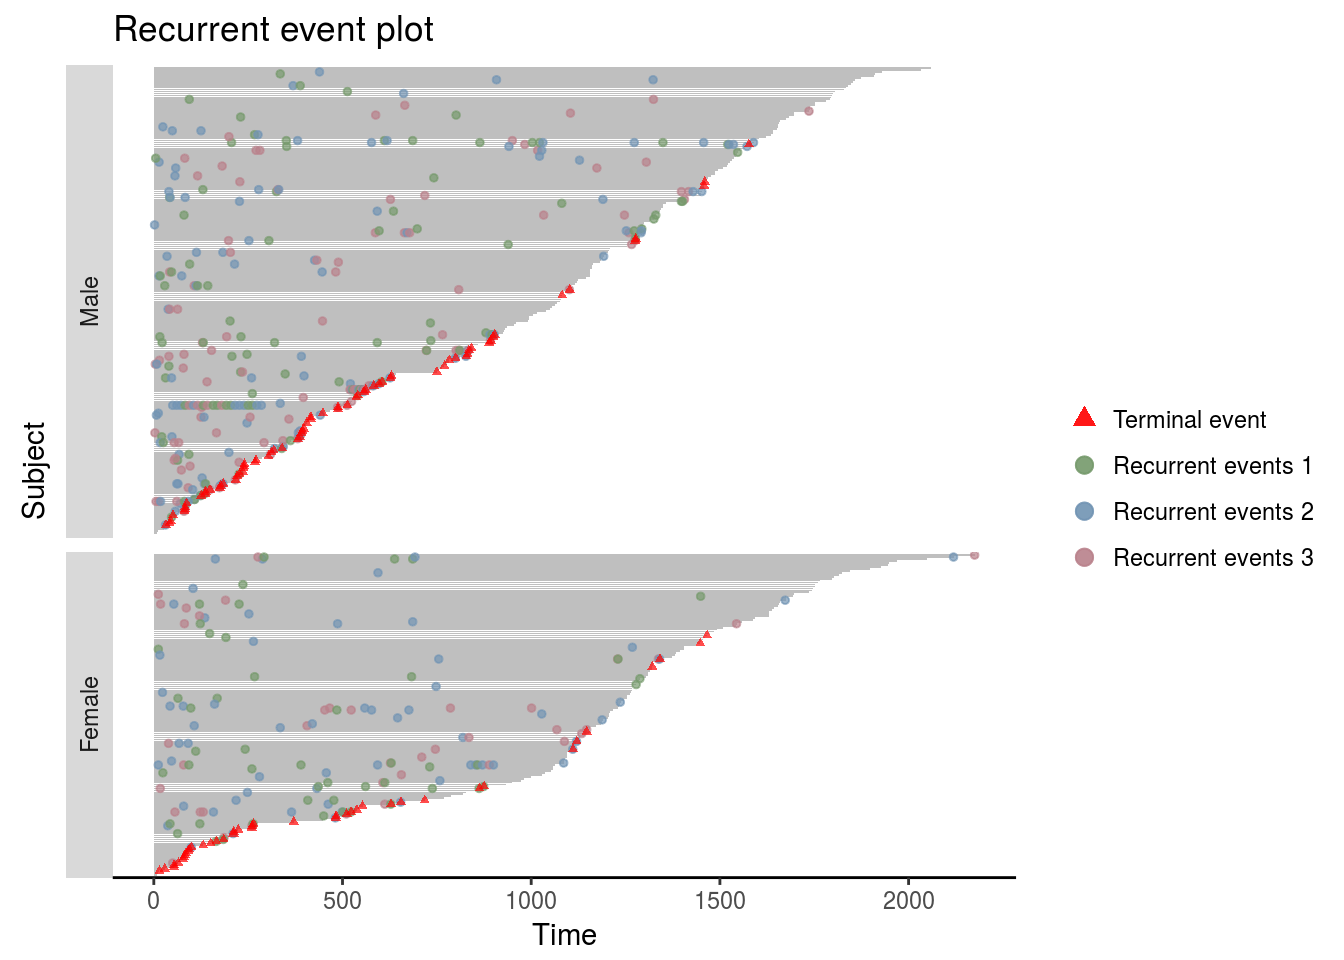 Recurrent event plot
Male
Female
Subject
0 500 1000 1500 2000
Time
Terminal event
Recurrent events 1
Recurrent events 2
Recurrent events 3